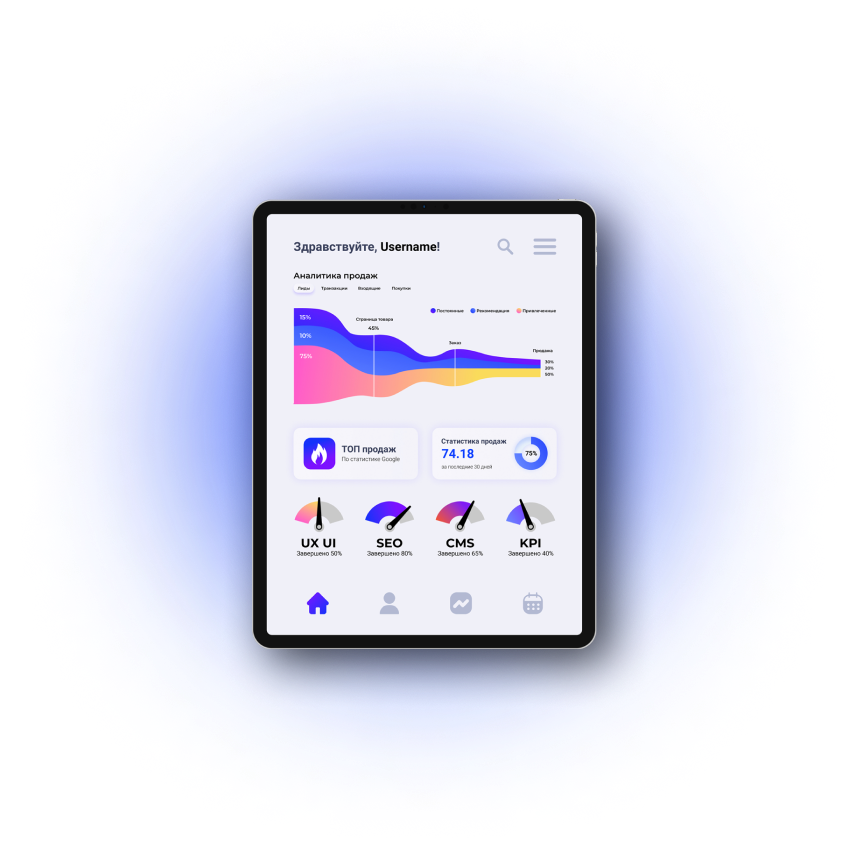 Здравствуйте, Username!
Аналитика продаж
Лиды Транзакции Входящие Покупки
Постоянные Рекомендации Привлеченные
15%
Страница товара
45%
10%
Заказ
75%
Продажа
30%
20%
50%
ТОП продаж
По статистике Google
Статистика продаж
74.18
за последние 30 дней
75%
UX UI
Завершено 50%
SEO
Завершено 80%
CMS
Завершено 65%
KPI
Завершено 40%